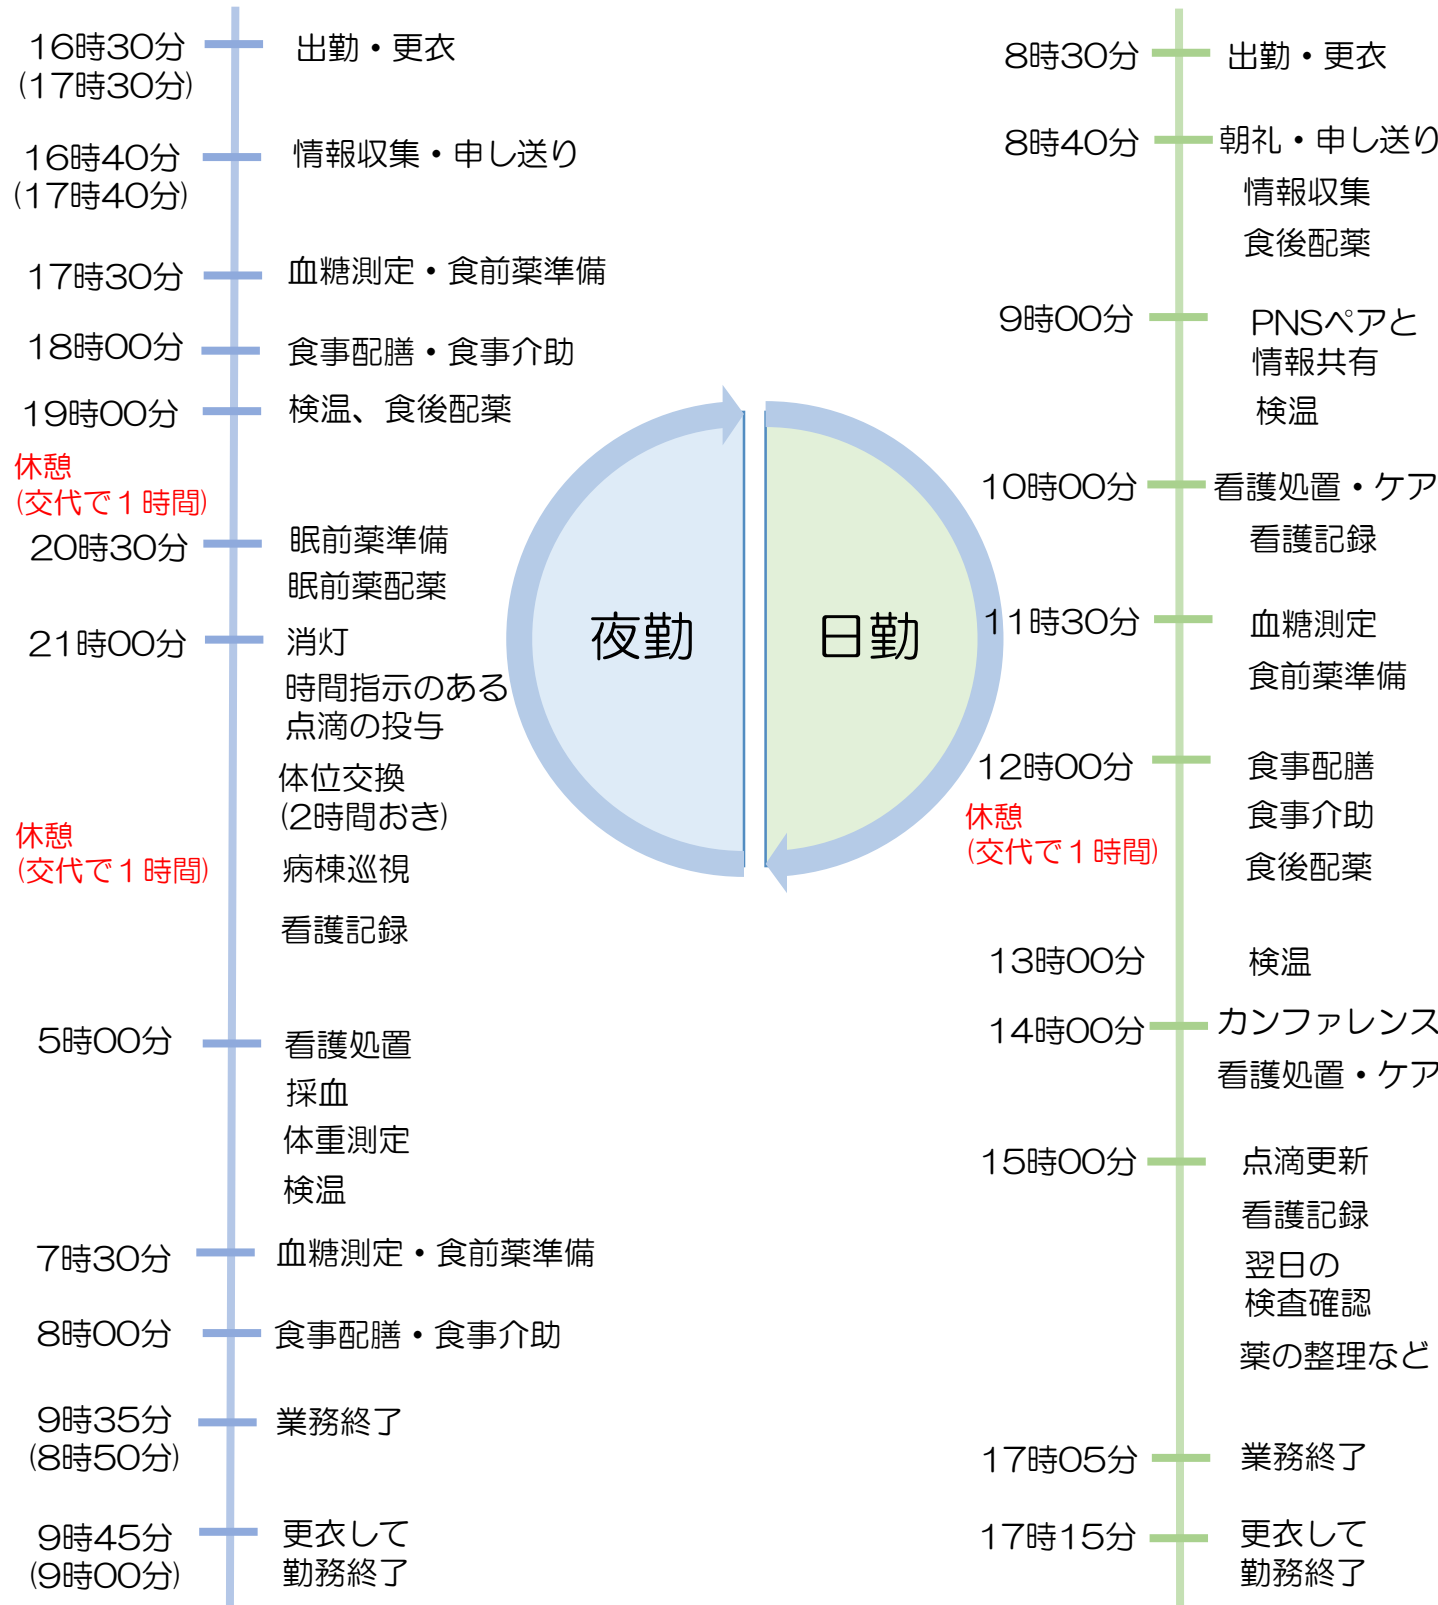 16時30分
(17時30分)
出勤・更衣
16時40分
(17時40分)
情報収集・申し送り
17時30分
血糖測定・食前薬準備
18時00分
食事配膳・食事介助
19時00分
検温、食後配薬
休憩
(交代で1時間)
20時30分
眠前薬準備
眠前薬配薬
21時00分
消灯
時間指示のある
点滴の投与
体位交換
(2時間おき)
休憩
(交代で1時間)
病棟巡視
看護記録
5時00分
看護処置
採血
体重測定
検温
7時30分
血糖測定・食前薬準備
8時00分
食事配膳・食事介助
9時35分
(8時50分)
業務終了
9時45分
(9時00分)
更衣して
勤務終了
夜勤
日勤
8時30分
出勤・更衣
8時40分
朝礼・申し送り
情報収集
食後配薬
9時00分
PNSペアと
情報共有
検温
10時00分
看護処置・ケア
看護記録
11時30分
血糖測定
食前薬準備
12時00分
食事配膳
休憩
(交代で1時間)
食事介助
食後配薬
13時00分
検温
14時00分
カンファレンス
看護処置・ケア
15時00分
点滴更新
看護記録
翌日の
検査確認
薬の整理など
17時05分
業務終了
17時15分
更衣して
勤務終了